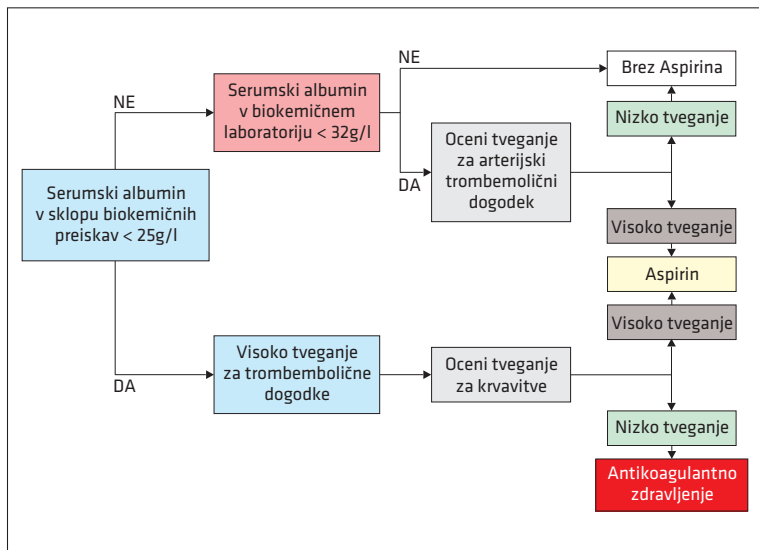 NE
Serumski albumin
v biokemičnem
laboratoriju < 32g/l
NE
Brez Aspirina
Nizko tveganje
DA
Oceni tveganje
za arterijski
trombemolični
dogodek
Serumski albumin
v sklopu biokemičnih
preiskav < 25g/l
Visoko tveganje
Aspirin
Visoko tveganje
DA
Visoko tveganje
za trombembolične
dogodke
Oceni tveganje
za krvavitve
Nizko tveganje
Antikoagulantno
zdravljenje